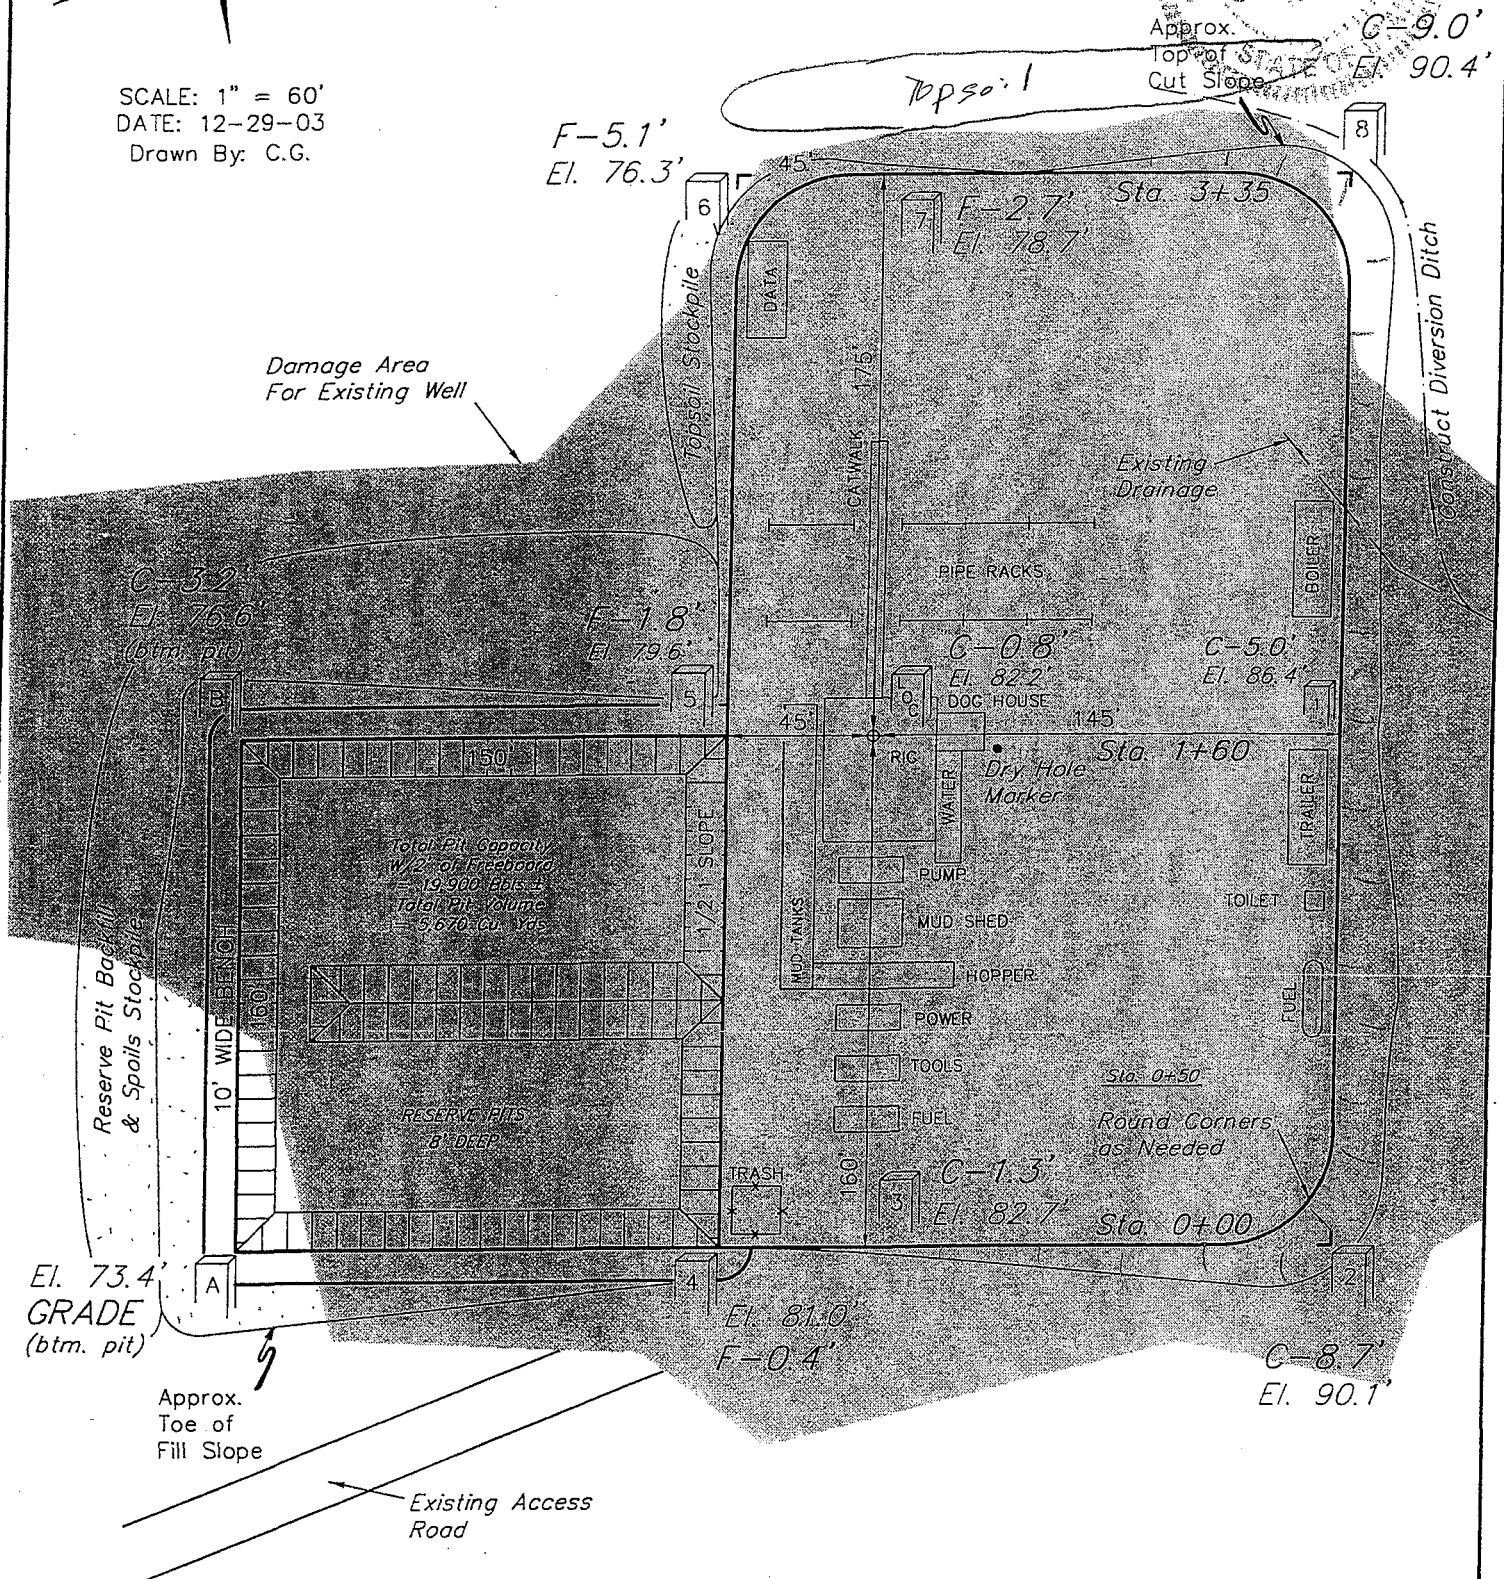 SCALE: 1" = 60'
DATE: 12-29-03
Drawn By: C.G.
Topsoil
Approx.
Top of
Cut Slope
STATE OF
C-9.0'
El. 90.4'
8
F-5.1'
El. 76.3'
6
45'
7
F-2.7'
El. 78.7'
Sta. 3+35
DATA
Topsoil Stockpile
175'
CATWALK
Construct Diversion Ditch
Damage Area
For Existing Well
Existing
Drainage
BOILER
PIPE RACKS
C-3.2'
El. 76.6'
(btm. pit)
B
F-1.8'
El. 79.6'
5
C-0.8'
El. 82.2'
LOC
DOG HOUSE
C-5.0'
El. 86.4'
1
45'
145'
Sta. 1+60
RIG
Dry Hole
Marker
WATER
TRAILER
150'
Total Pit Capacity
W/2' of Freeboard
= 19,900 Bbls.±
Total Pit Volume
= 5,670 Cu. Yds
1 1/2:1 SLOPE
MUD TANKS
PUMP
MUD SHED
HOPPER
POWER
TOOLS
FUEL
TOILET
FUEL
Reserve Pit Backfill
& Spoils Stockpile
10' WIDE BENCH
160'
RESERVE PITS
8' DEEP
Sta. 0+50
Round Corners
as Needed
TRASH
160'
3
C-1.3'
El. 82.7'
Sta. 0+00
El. 73.4'
GRADE
(btm. pit)
A
4
El. 81.0'
F-0.4'
2
C-8.7'
El. 90.1'
Approx.
Toe of
Fill Slope
Existing Access
Road